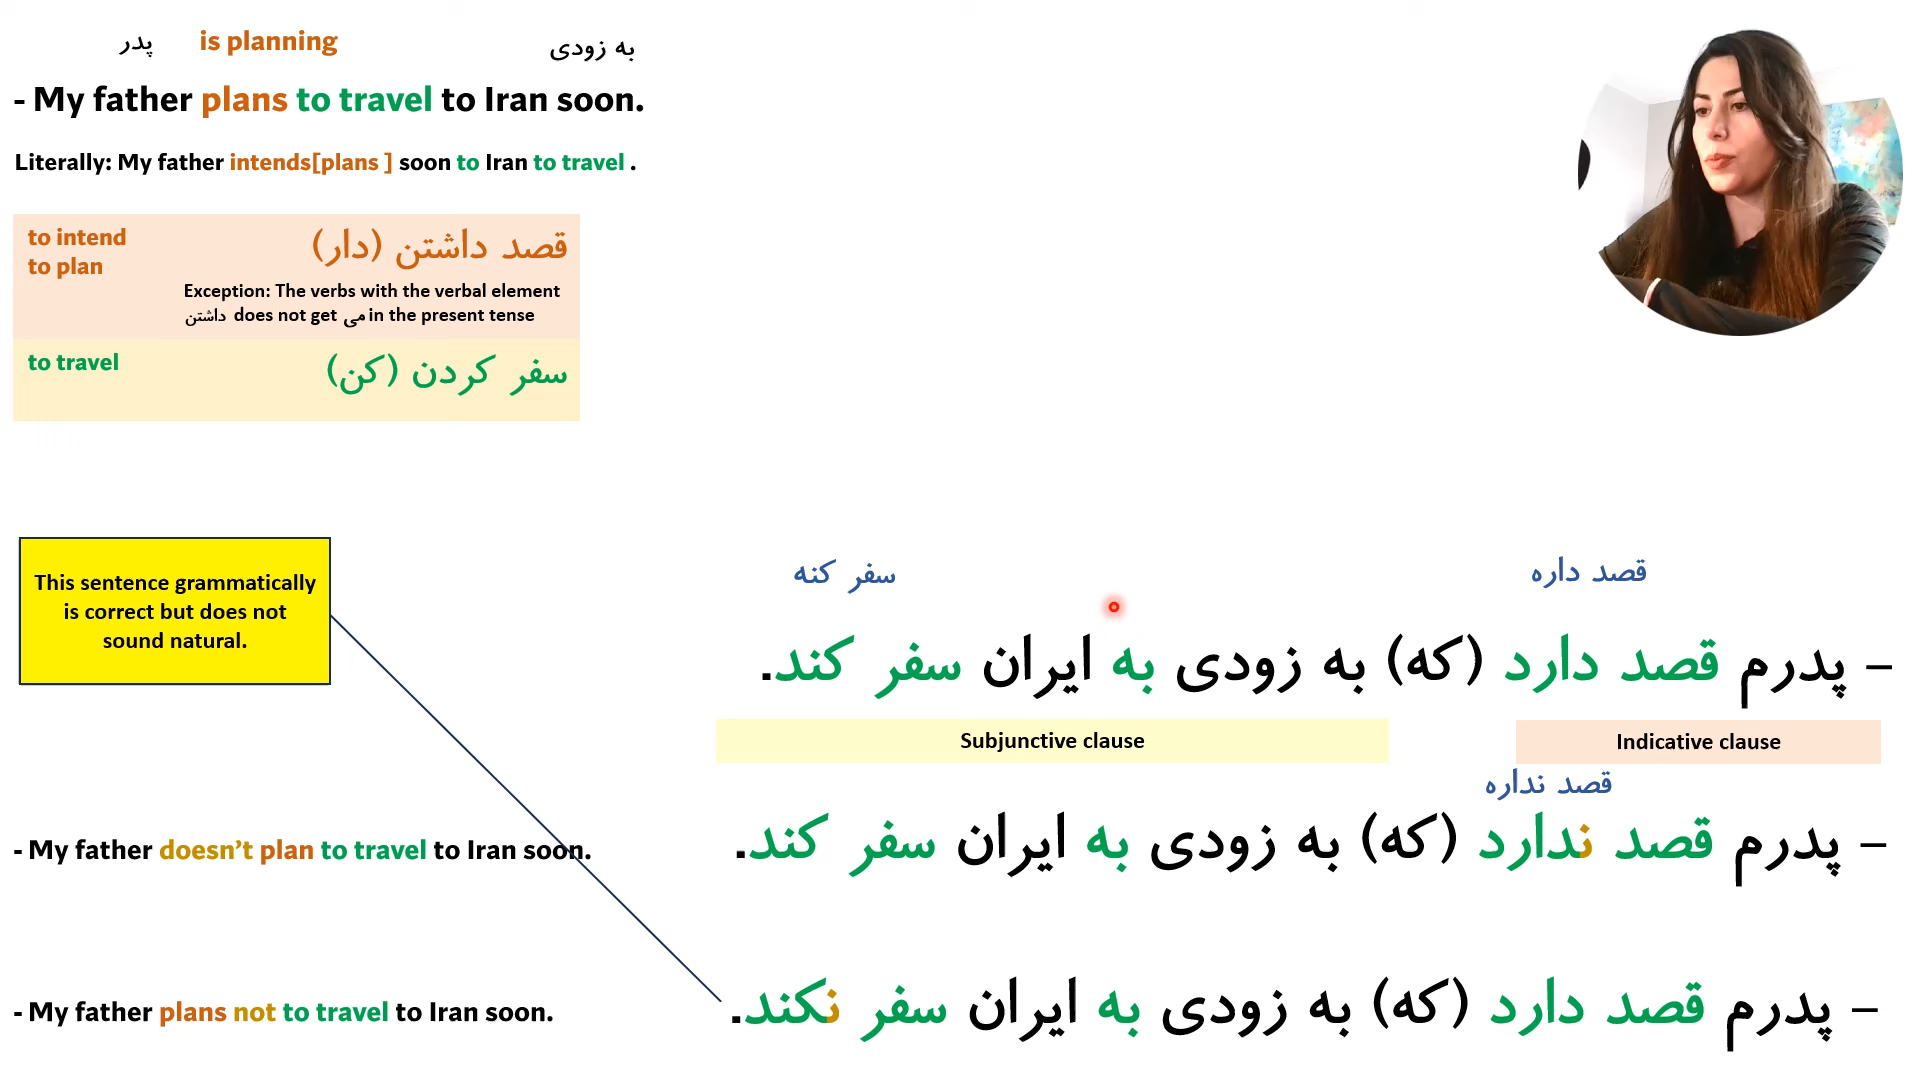 پدر is planning به زودی
- My father plans to travel to Iran soon.
Literally: My father intends[plans ] soon to Iran to travel .
to intend قصد داشتن (دار)
to plan
Exception: The verbs with the verbal element
داشتن does not get می in the present tense
to travel سفر کردن (کن)
This sentence grammatically
is correct but does not
sound natural.
قصد داره سفر کنه
– پدرم قصد دارد (که) به زودی به ایران سفر کند.
Subjunctive clause Indicative clause
قصد نداره
- My father doesn’t plan to travel to Iran soon.
– پدرم قصد ندارد (که) به زودی به ایران سفر کند.
- My father plans not to travel to Iran soon.
– پدرم قصد دارد (که) به زودی به ایران سفر نکند.